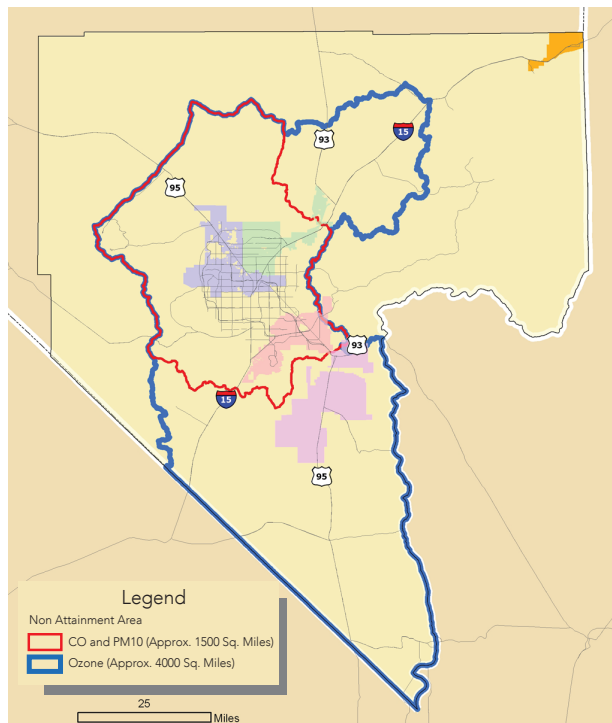 93
15
95
93
15
95
Legend
Non Attainment Area
CO and PM10 (Approx. 1500 Sq. Miles)
Ozone (Approx. 4000 Sq. Miles)
25
Miles